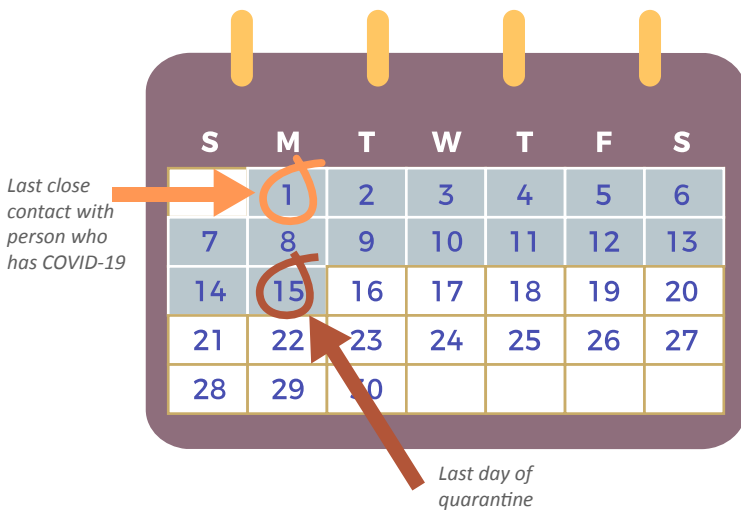 S M T W T F S
Last close
contact with
person who
has COVID-19
1 2 3 4 5 6
7 8 9 10 11 12 13
14 15 16 17 18 19 20
21 22 23 24 25 26 27
28 29 30
Last day of
quarantine